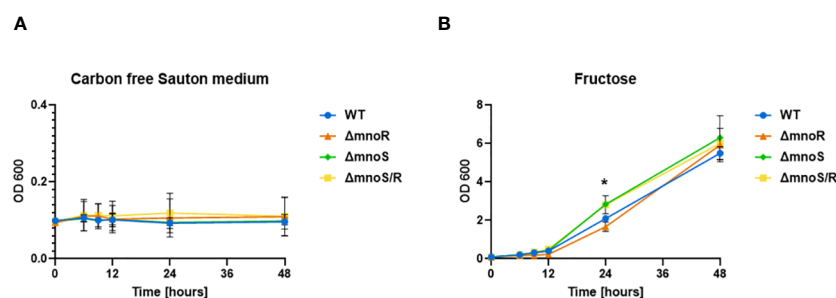 A
Carbon free Sauton medium
OD 600
0.4
0.2
0.0
0
12
24
36
48
Time [hours]
WT
ΔmnoR
ΔmnoS
ΔmnoS/R
B
Fructose
OD 600
8
6
4
2
0
*
0
12
24
36
48
Time [hours]
WT
ΔmnoR
ΔmnoS
ΔmnoS/R